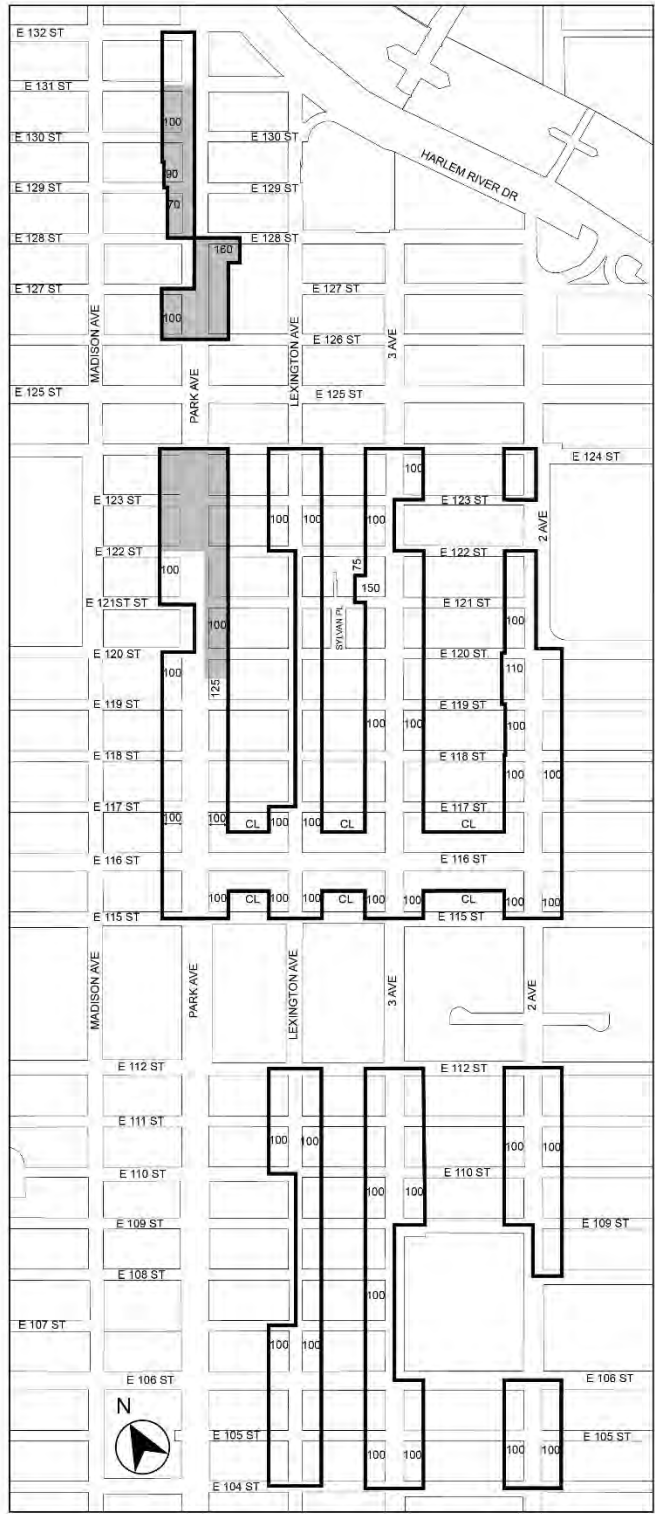 E 132 ST
E 131 ST
100
E 130 ST
E 130 ST
90
E 129 ST
E 129 ST
HARLEM RIVER DR
70
E 128 ST
E 128 ST
160
E 127 ST
E 127 ST
100
E 126 ST
MADISON AVE
PARK AVE
LEXINGTON AVE
3 AVE
E 125 ST
E 125 ST
E 124 ST
100
E 123 ST
E 123 ST
100
100
100
2 AVE
E 122 ST
E 122 ST
100
75
150
E 121ST ST
E 121 ST
SYLVAN PL
100
100
E 120 ST
E 120 ST
100
110
125
E 119 ST
E 119 ST
100
100
100
E 118 ST
E 118 ST
100
100
E 117 ST
E 117 ST
100
100
CL
100
100
CL
CL
E 116 ST
E 116 ST
100
CL
100
100
CL
100
100
CL
100
100
E 115 ST
E 115 ST
MADISON AVE
PARK AVE
LEXINGTON AVE
3 AVE
2 AVE
E 112 ST
E 112 ST
E 111 ST
100
100
100
100
E 110 ST
E 110 ST
100
100
E 109 ST
E 109 ST
E 108 ST
100
E 107 ST
100
100
E 106 ST
E 106 ST
N
E 105 ST
E 105 ST
100
100
100
100
E 104 ST